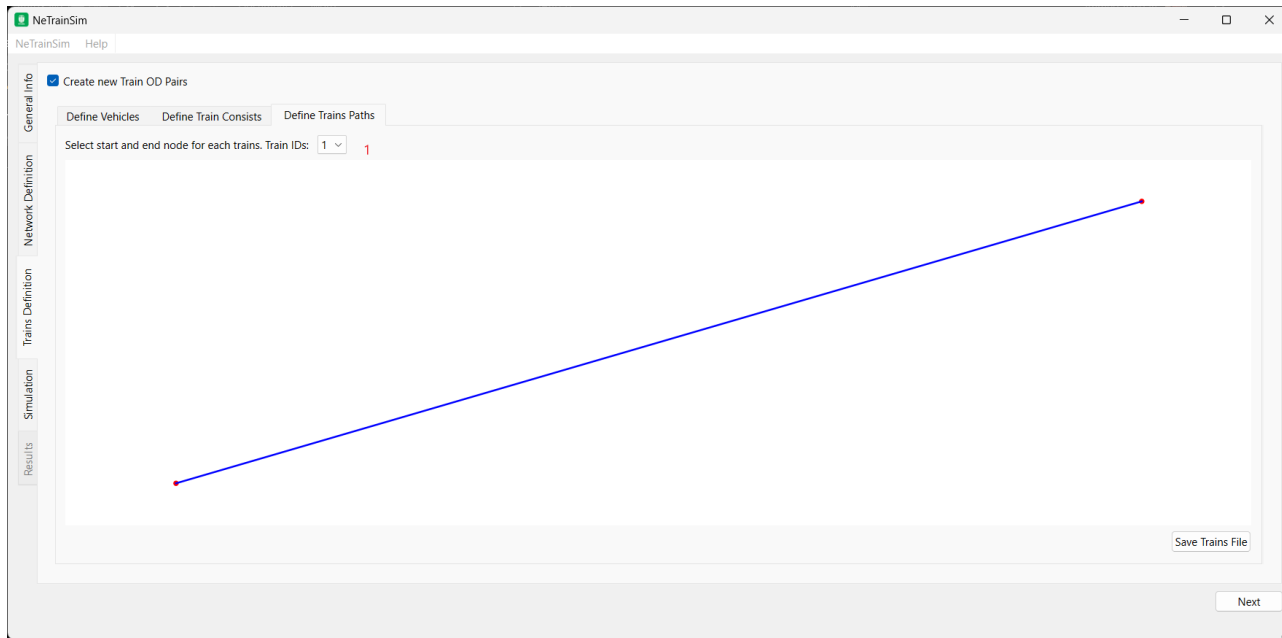 NeTrainSim
NeTrainSim Help
General Info
Network Definition
Trains Definition
Simulation
Results
Create new Train OD Pairs
Define Vehicles Define Train Consists Define Trains Paths
Select start and end node for each trains. Train IDs: 1 1
Save Trains File
Next